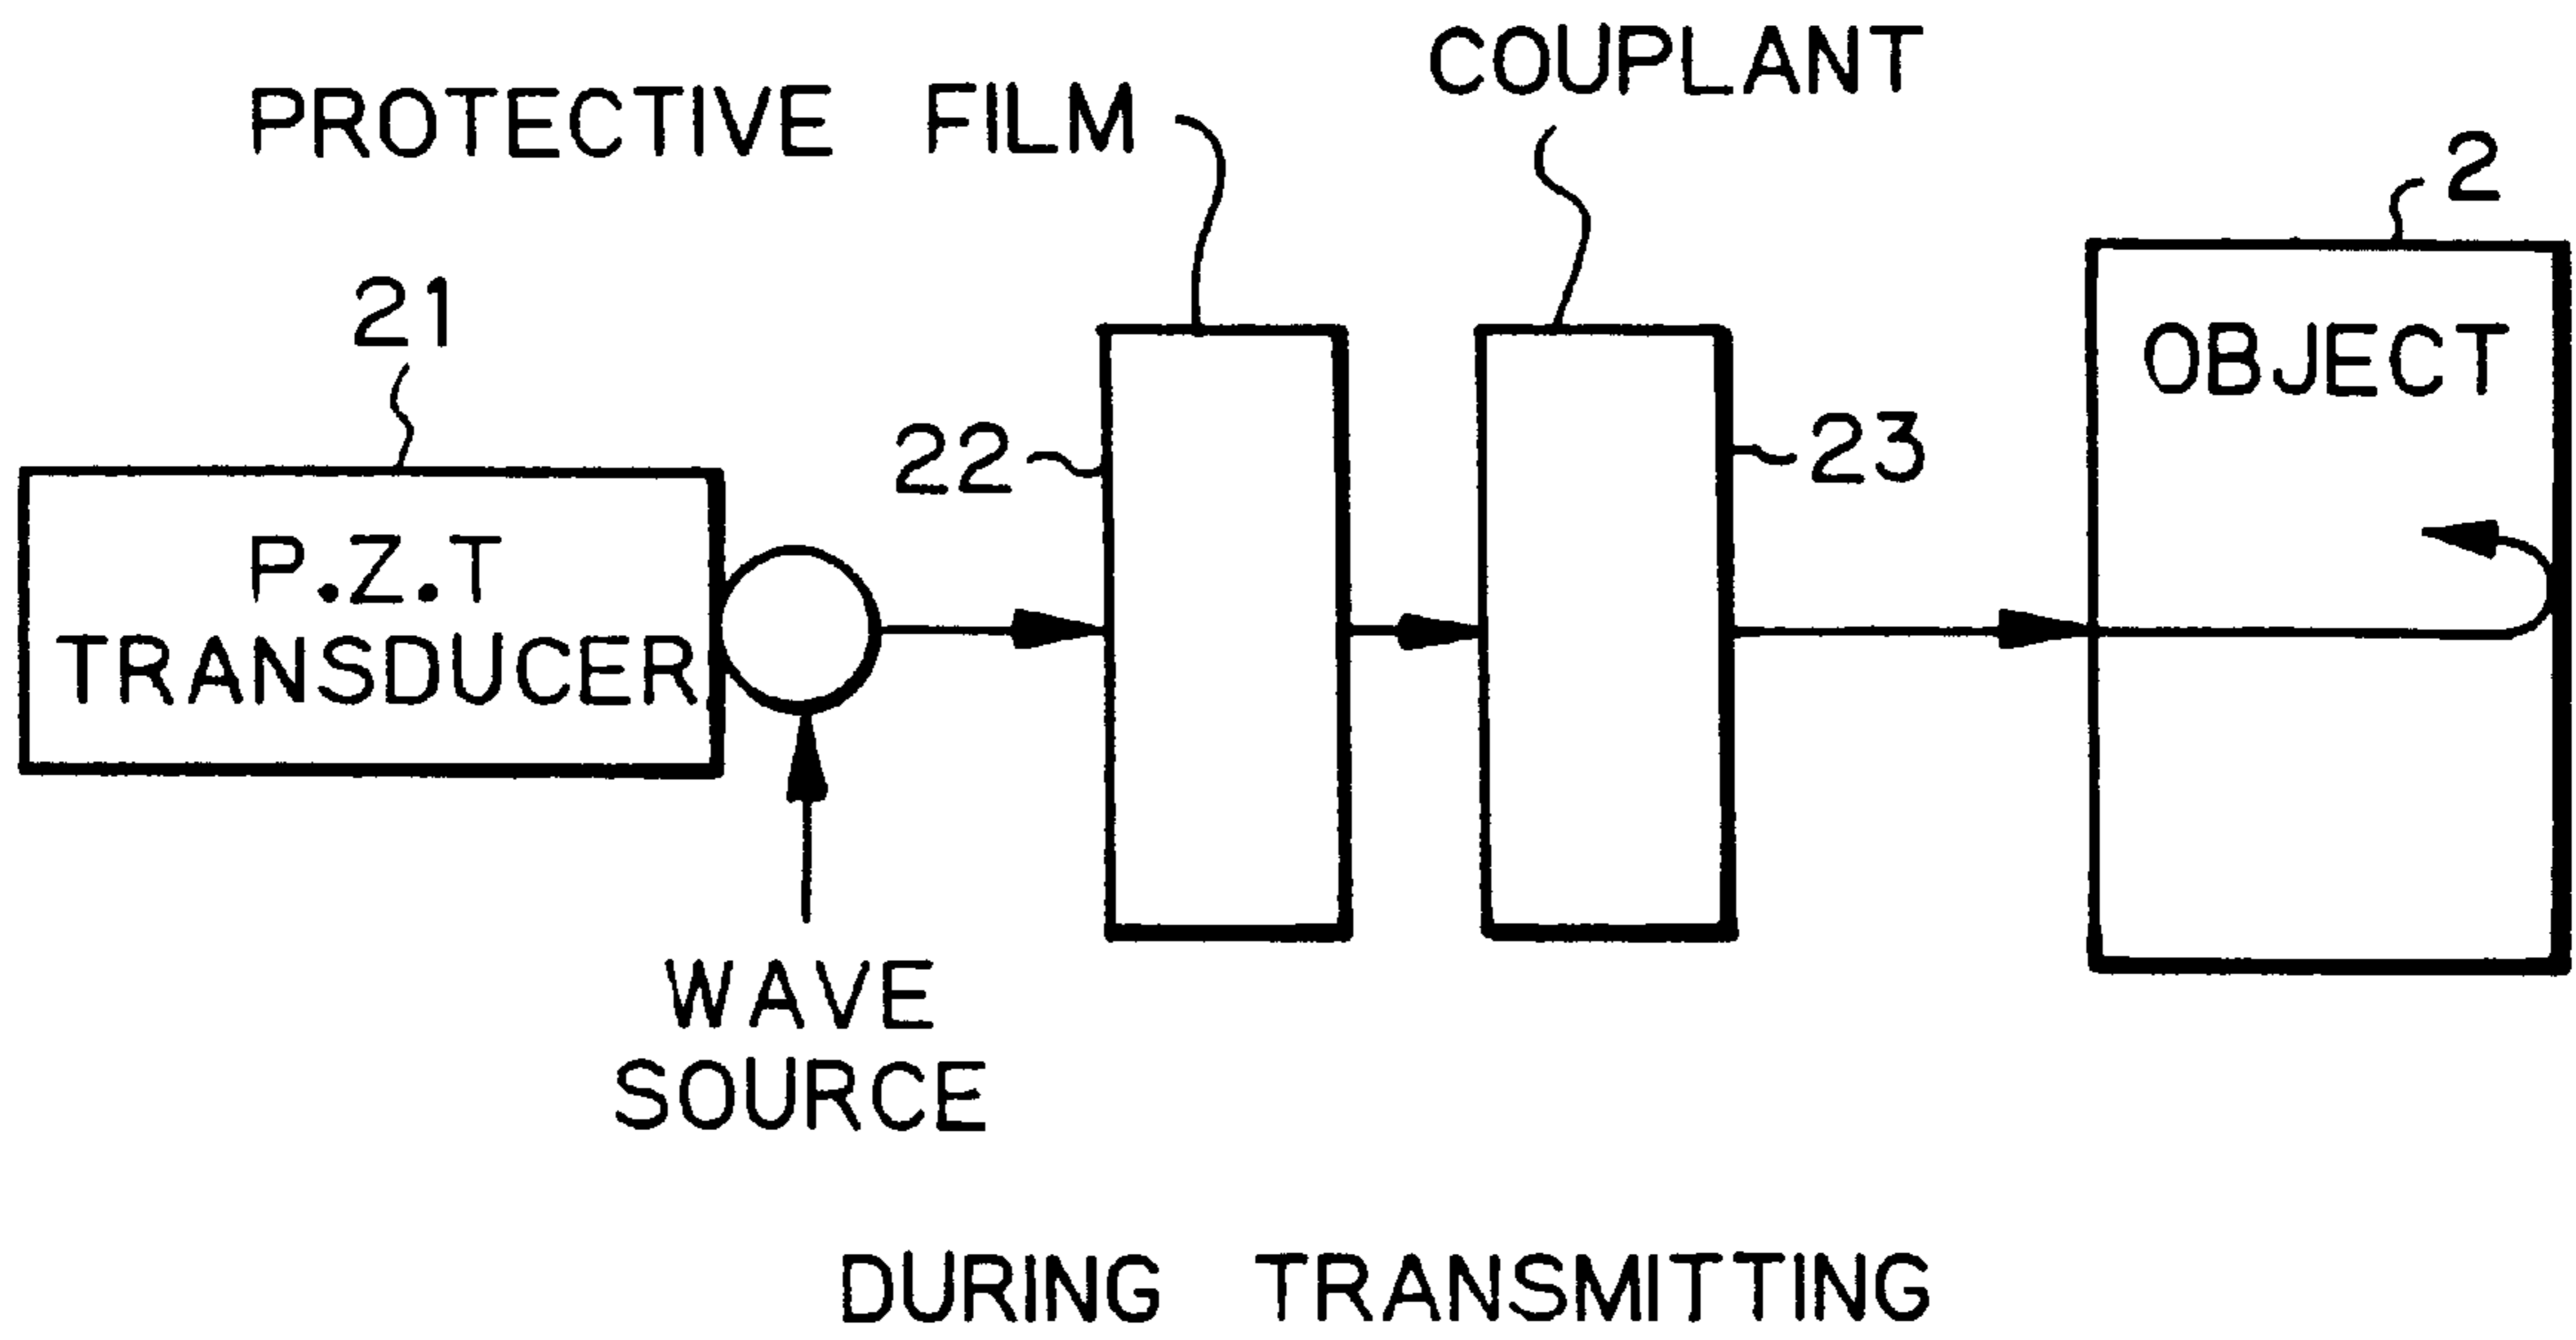 COUPLANT
PROTECTIVE FILM
2
21
OBJECT
22
23
P.Z.T
TRANSDUCER
WAVE
SOURCE
DURING TRANSMITTING